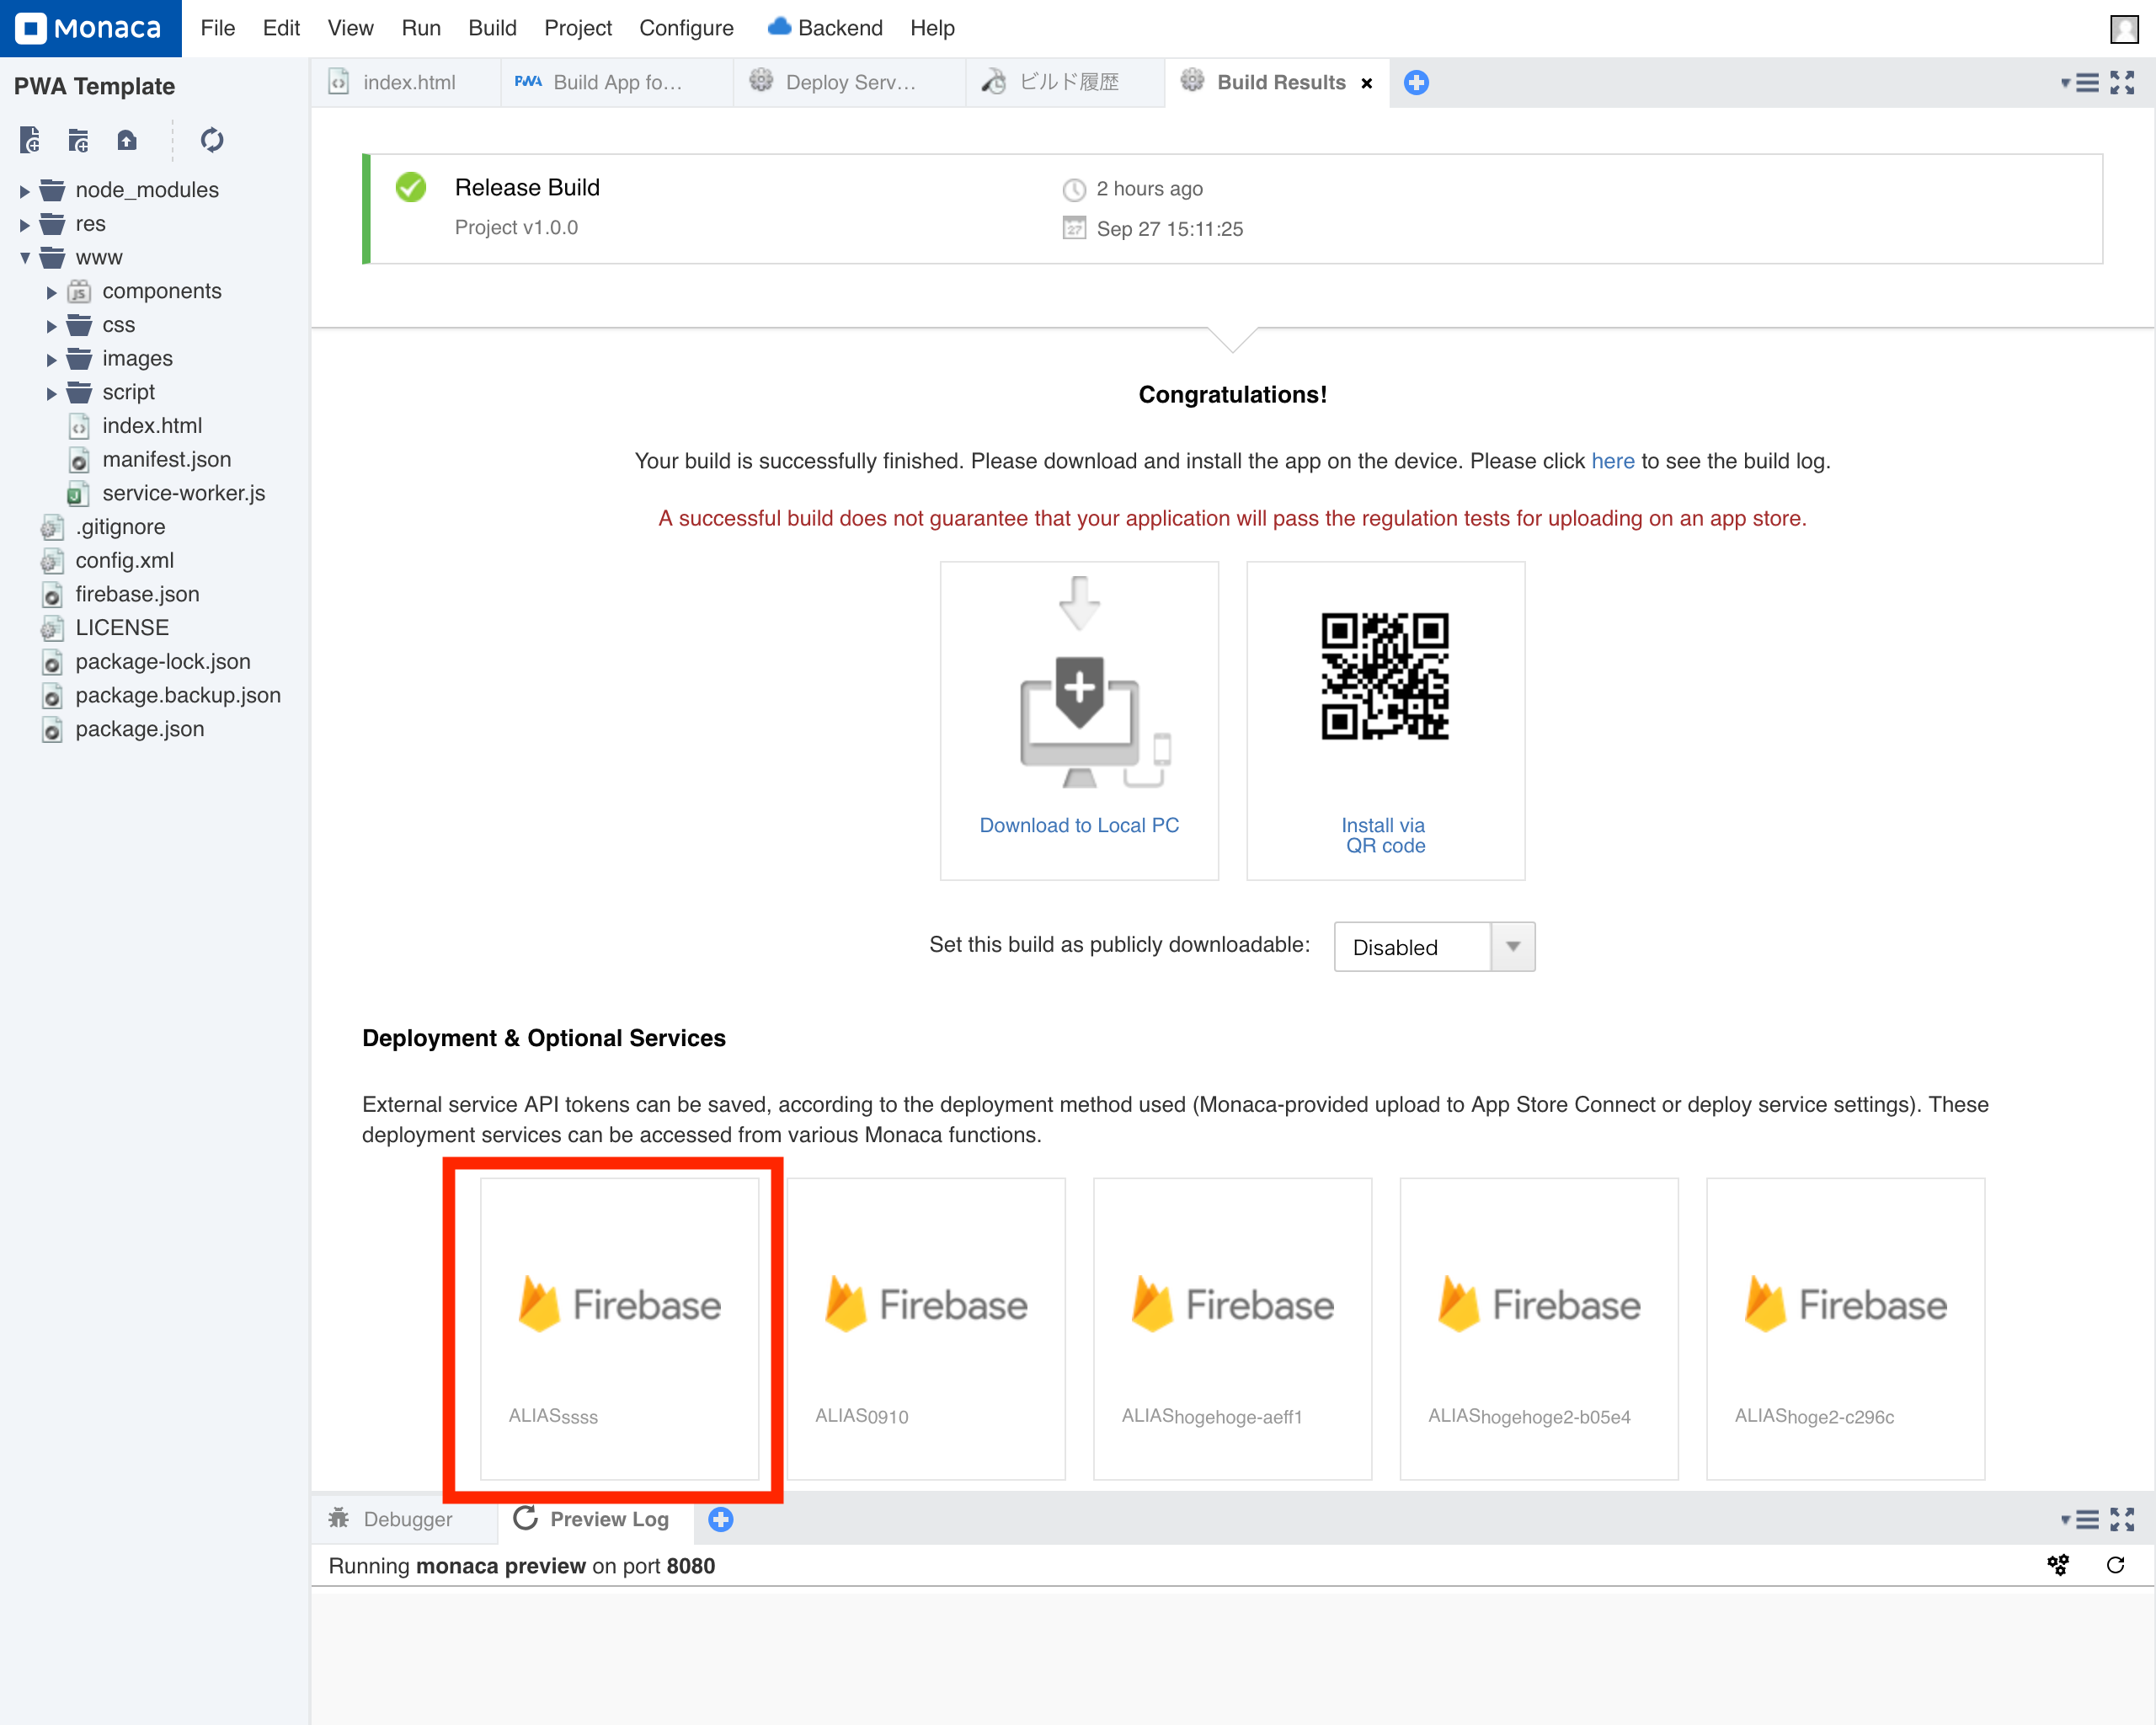 Monaca File Edit View Run Build Project Configure Backend Help
PWA Template
index.html PWA Build App fo... Deploy Serv... ビルド履歴 Build Results ×
node_modules
res
www
components
css
images
script
index.html
manifest.json
service-worker.js
.gitignore
config.xml
firebase.json
LICENSE
package-lock.json
package.backup.json
package.json
Release Build
2 hours ago
Project v1.0.0
27 Sep 27 15:11:25
Congratulations!
Your build is successfully finished. Please download and install the app on the device. Please click here to see the build log.
A successful build does not guarantee that your application will pass the regulation tests for uploading on an app store.
Download to Local PC
Install via
QR code
Set this build as publicly downloadable: Disabled
Deployment & Optional Services
External service API tokens can be saved, according to the deployment method used (Monaca-provided upload to App Store Connect or deploy service settings). These
deployment services can be accessed from various Monaca functions.
Firebase Firebase Firebase Firebase Firebase
ALIASssss ALIAS0910 ALIAShogehoge-aeff1 ALIAShogehoge2-b05e4 ALIAShoge2-c296c
Debugger Preview Log
Running monaca preview on port 8080